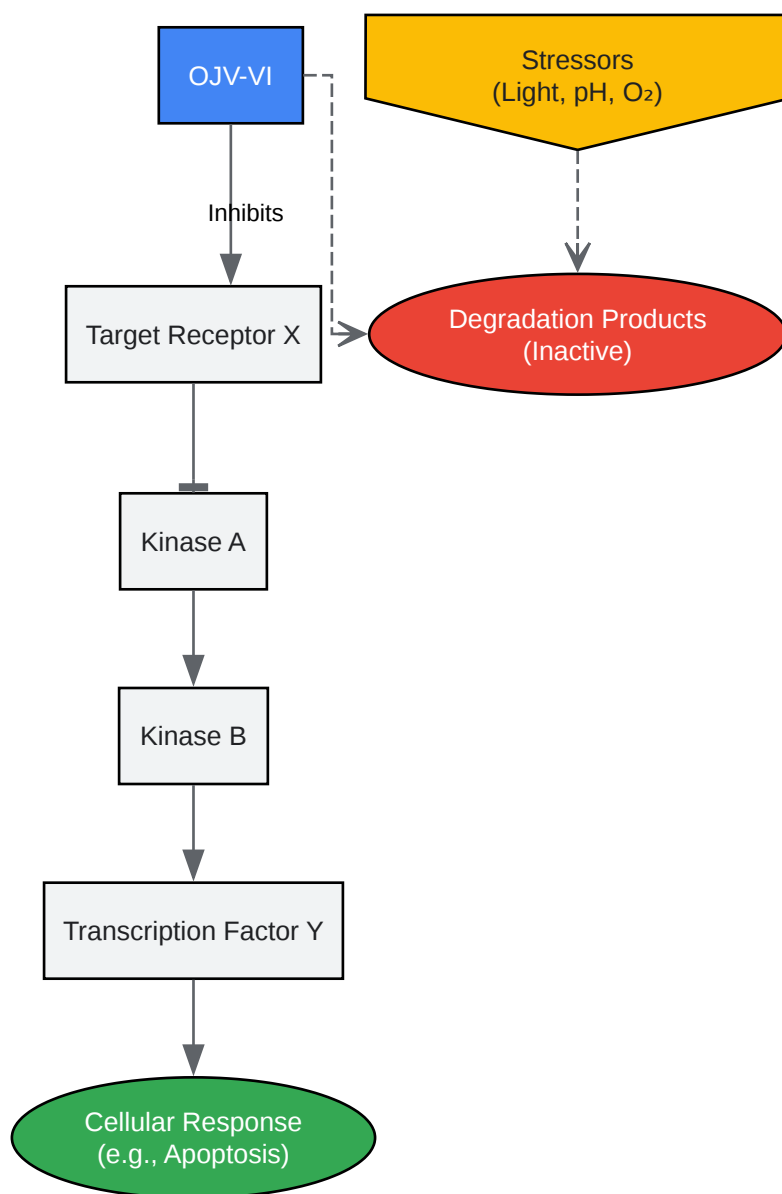 OJV-VI
Stressors
(Light, pH, O₂)
Inhibits
Target Receptor X
Degradation Products
(Inactive)
Kinase A
Kinase B
Transcription Factor Y
Cellular Response
(e.g., Apoptosis)